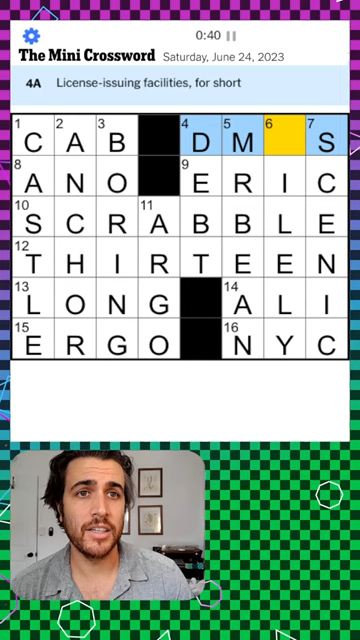 0:40
The Mini Crossword Saturday, June 24, 2023
4A License-issuing facilities, for short
1 2 3 4 5 6 7
C A B D M S
8 9
A N O E R I C
10 11
S C R A B B L E
12
T H I R T E E N
13 14
L O N G A L I
15 16
E R G O N Y C